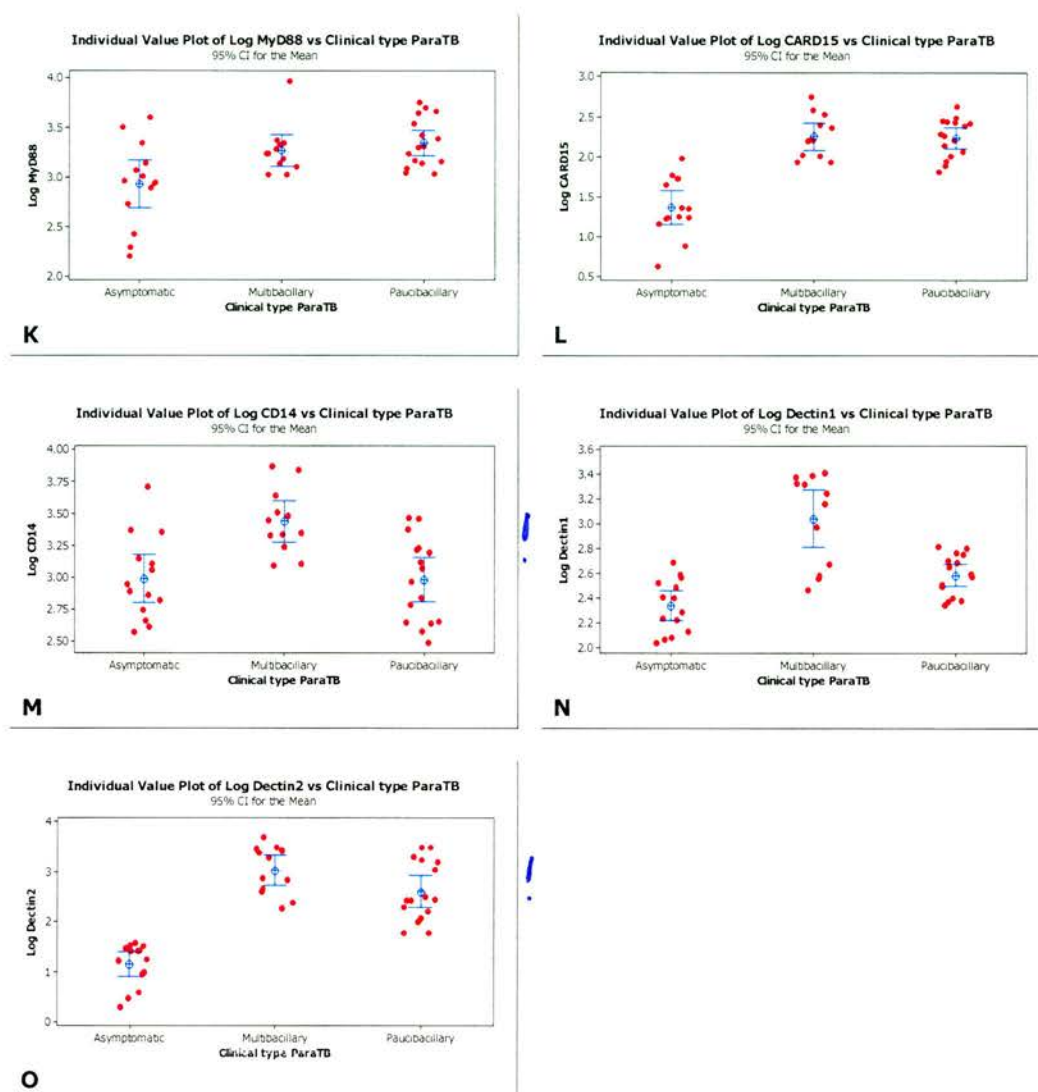 Individual Value Plot of Log MyD88 vs Clinical type ParaTB
95% CI for the Mean
4.0
3.5
3.0
2.5
2.0
Log MyD88
Asymptomatic Multibacillary Paucibacillary
Clinical type ParaTB
K
Individual Value Plot of Log CARD15 vs Clinical type ParaTB
95% CI for the Mean
3.0
2.5
2.0
1.5
1.0
0.5
Log CARD15
Asymptomatic Multibacillary Paucibacillary
Clinical type ParaTB
L
Individual Value Plot of Log CD14 vs Clinical type ParaTB
95% CI for the Mean
4.00
3.75
3.50
3.25
3.00
2.75
2.50
Log CD14
Asymptomatic Multibacillary Paucibacillary
Clinical type ParaTB
M
!
Individual Value Plot of Log Dectin1 vs Clinical type ParaTB
95% CI for the Mean
3.6
3.4
3.2
3.0
2.8
2.6
2.4
2.2
2.0
Log Dectin1
Asymptomatic Multibacillary Paucibacillary
Clinical type ParaTB
N
Individual Value Plot of Log Dectin2 vs Clinical type ParaTB
95% CI for the Mean
4
3
2
1
0
Log Dectin2
Asymptomatic Multibacillary Paucibacillary
Clinical type ParaTB
O
!